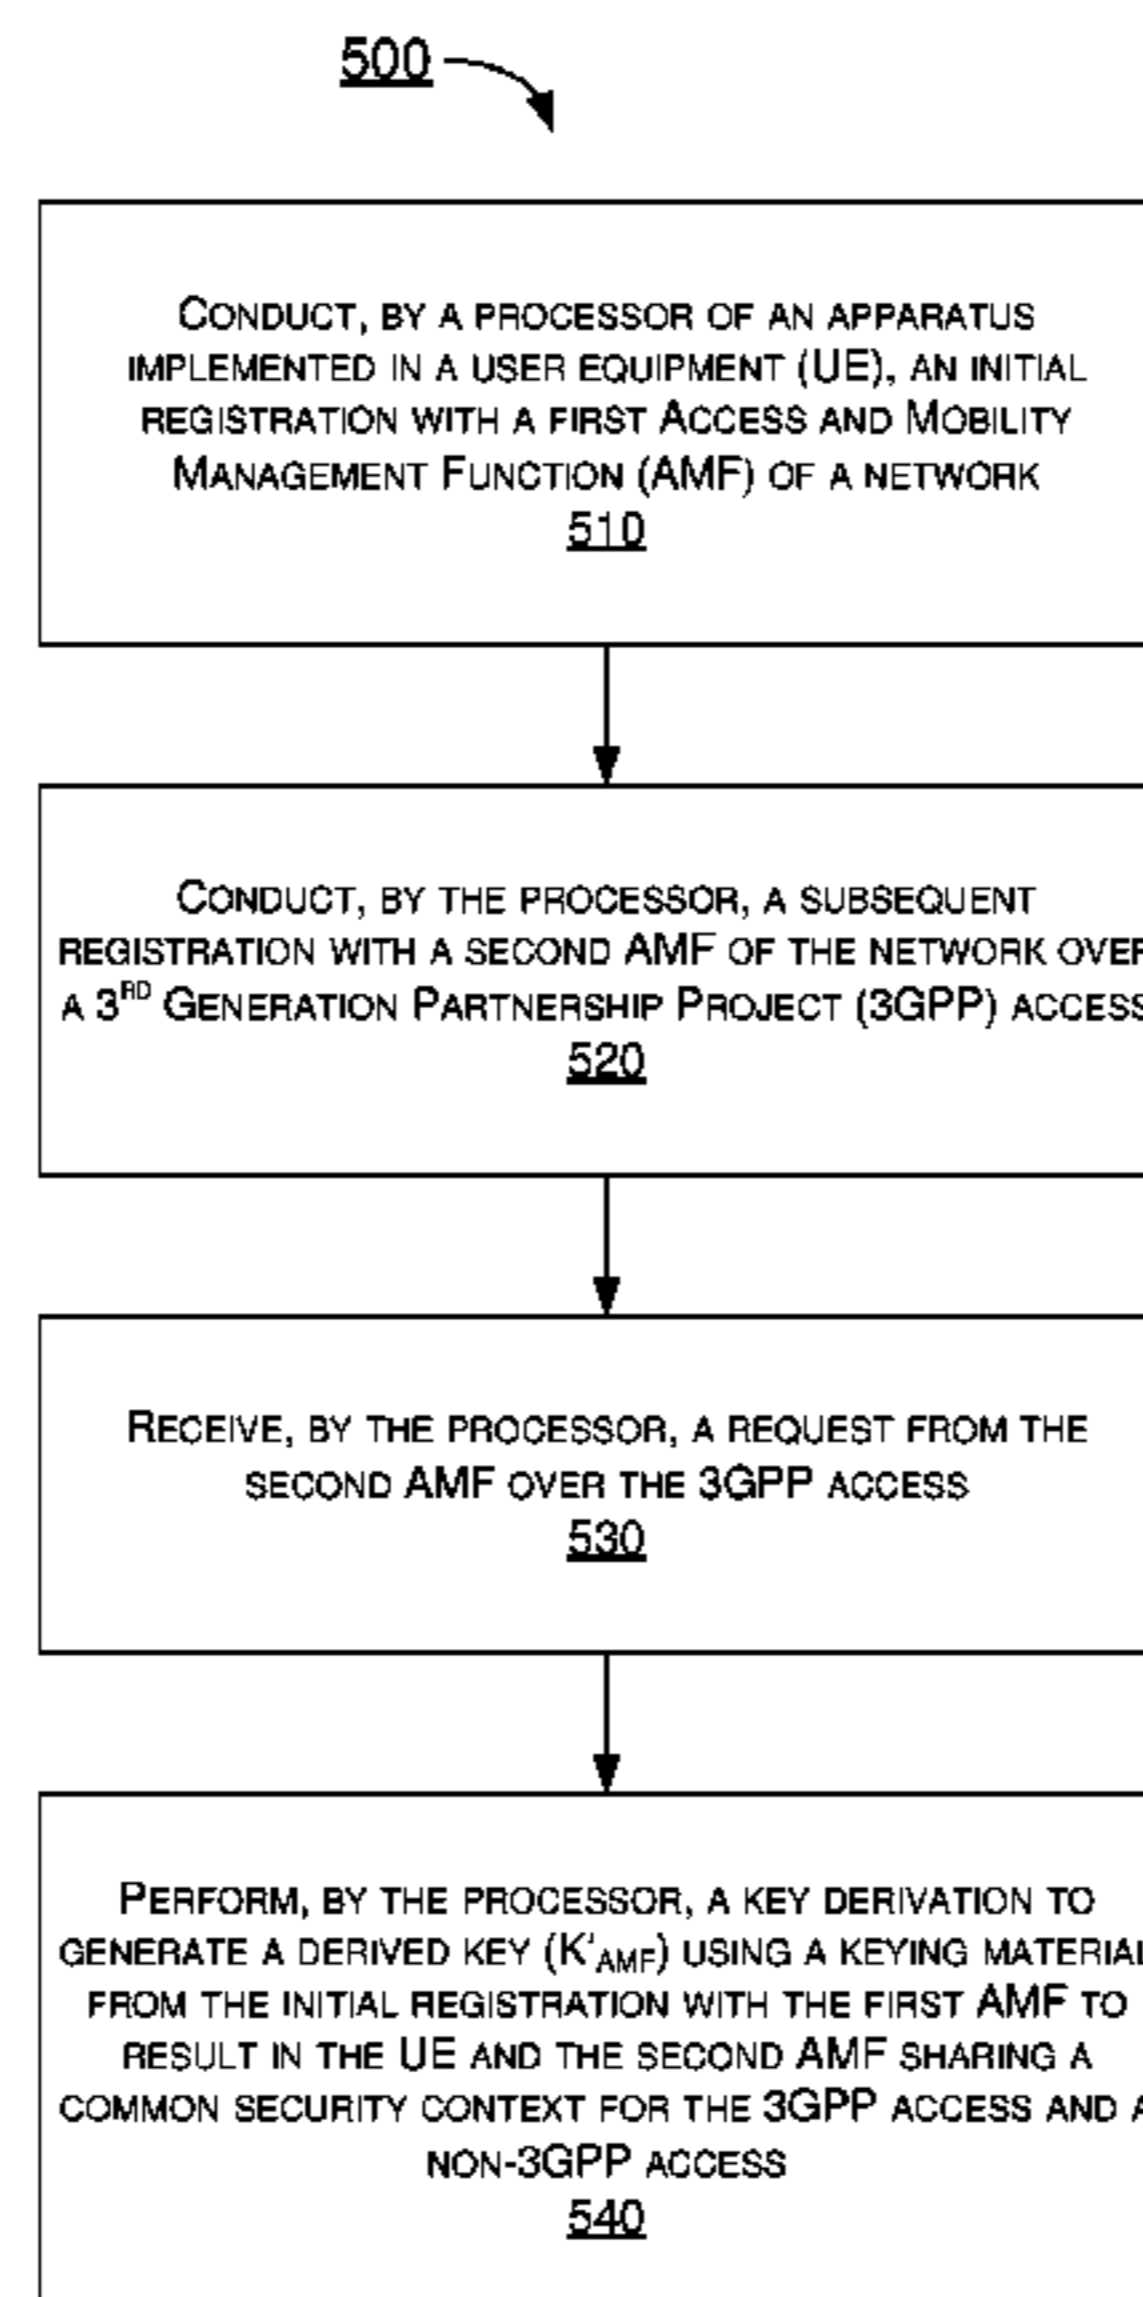 500
CONDUCT, BY A PROCESSOR OF AN APPARATUS
IMPLEMENTED IN A USER EQUIPMENT (UE), AN INITIAL
REGISTRATION WITH A FIRST ACCESS AND MOBILITY
MANAGEMENT FUNCTION (AMF) OF A NETWORK
510
CONDUCT, BY THE PROCESSOR, A SUBSEQUENT
REGISTRATION WITH A SECOND AMF OF THE NETWORK OVER
A 3RD GENERATION PARTNERSHIP PROJECT (3GPP) ACCESS
520
RECEIVE, BY THE PROCESSOR, A REQUEST FROM THE
SECOND AMF OVER THE 3GPP ACCESS
530
PERFORM, BY THE PROCESSOR, A KEY DERIVATION TO
GENERATE A DERIVED KEY (K'AMF) USING A KEYING MATERIAL
FROM THE INITIAL REGISTRATION WITH THE FIRST AMF TO
RESULT IN THE UE AND THE SECOND AMF SHARING A
COMMON SECURITY CONTEXT FOR THE 3GPP ACCESS AND A
NON-3GPP ACCESS
540